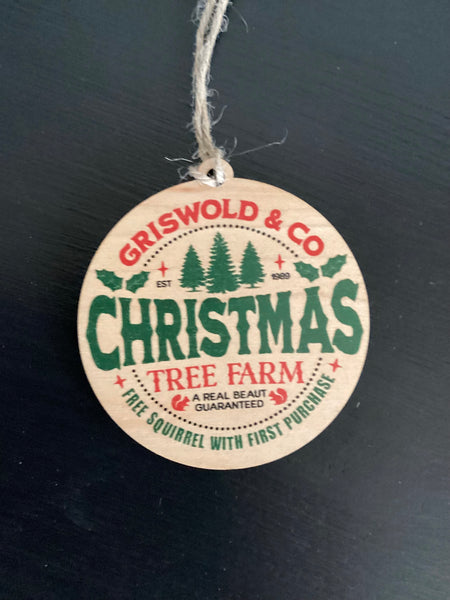 GRISWOLD & CO
EST 1989
CHRISTMAS
TREE FARM
A REAL BEAUT
GUARANTEED
FREE SQUIRREL WITH FIRST PURCHASE